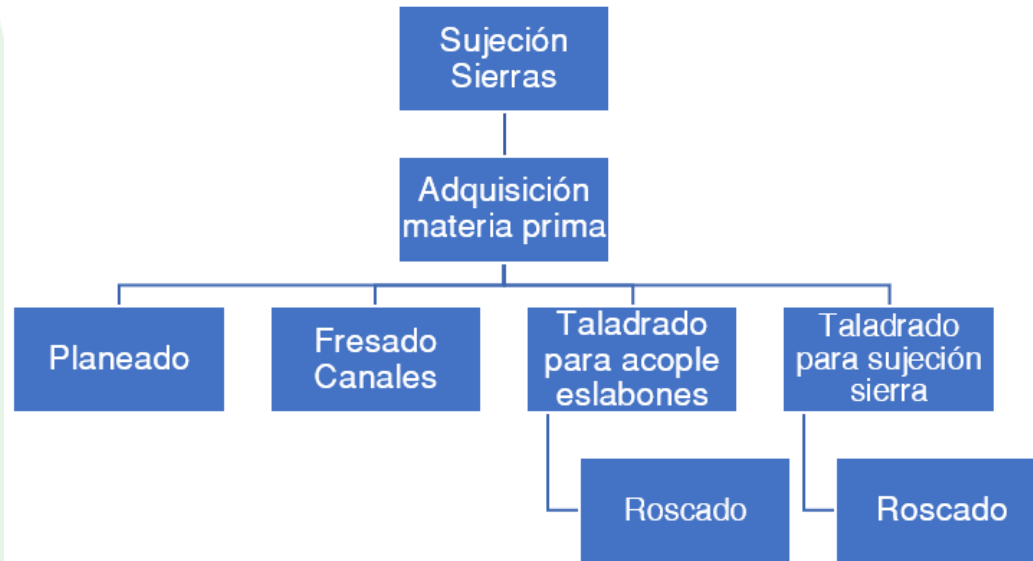 Sujeción
Sierras
Adquisición
materia prima
Planeado
Fresado
Canales
Taladrado
para acople
eslabones
Taladrado
para sujeción
sierra
Roscado
Roscado